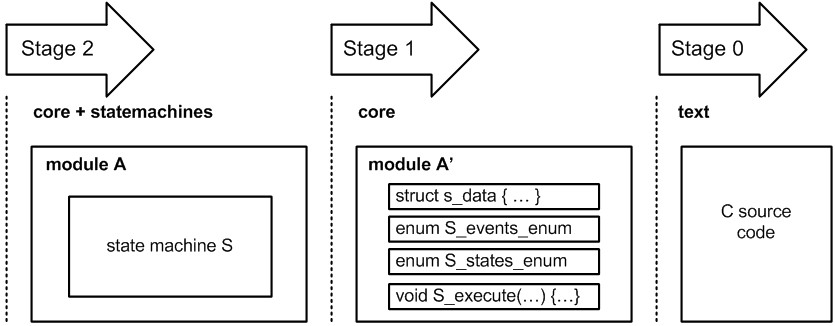 Stage 2
Stage 1
Stage 0
core + statemachines
core
text
module A
state machine S
module A’
struct s_data { … }
enum S_events_enum
enum S_states_enum
void S_execute(…) {…}
C source
code